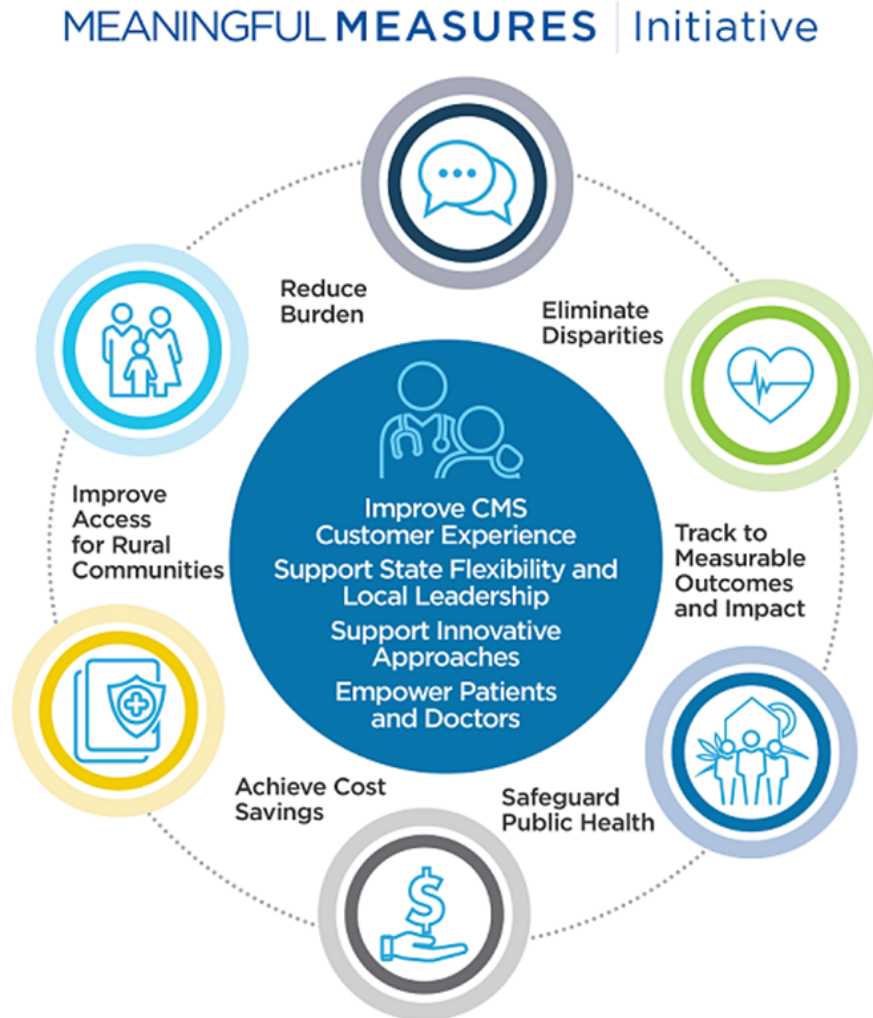 MEANINGFUL MEASURES Initiative
Reduce
Burden
Eliminate
Disparities
Improve CMS
Customer Experience
Support State Flexibility and
Local Leadership
Support Innovative
Approaches
Empower Patients
and Doctors
Improve
Access
for Rural
Communities
Track to
Measurable
Outcomes
and Impact
Achieve Cost
Savings
Safeguard
Public Health
$